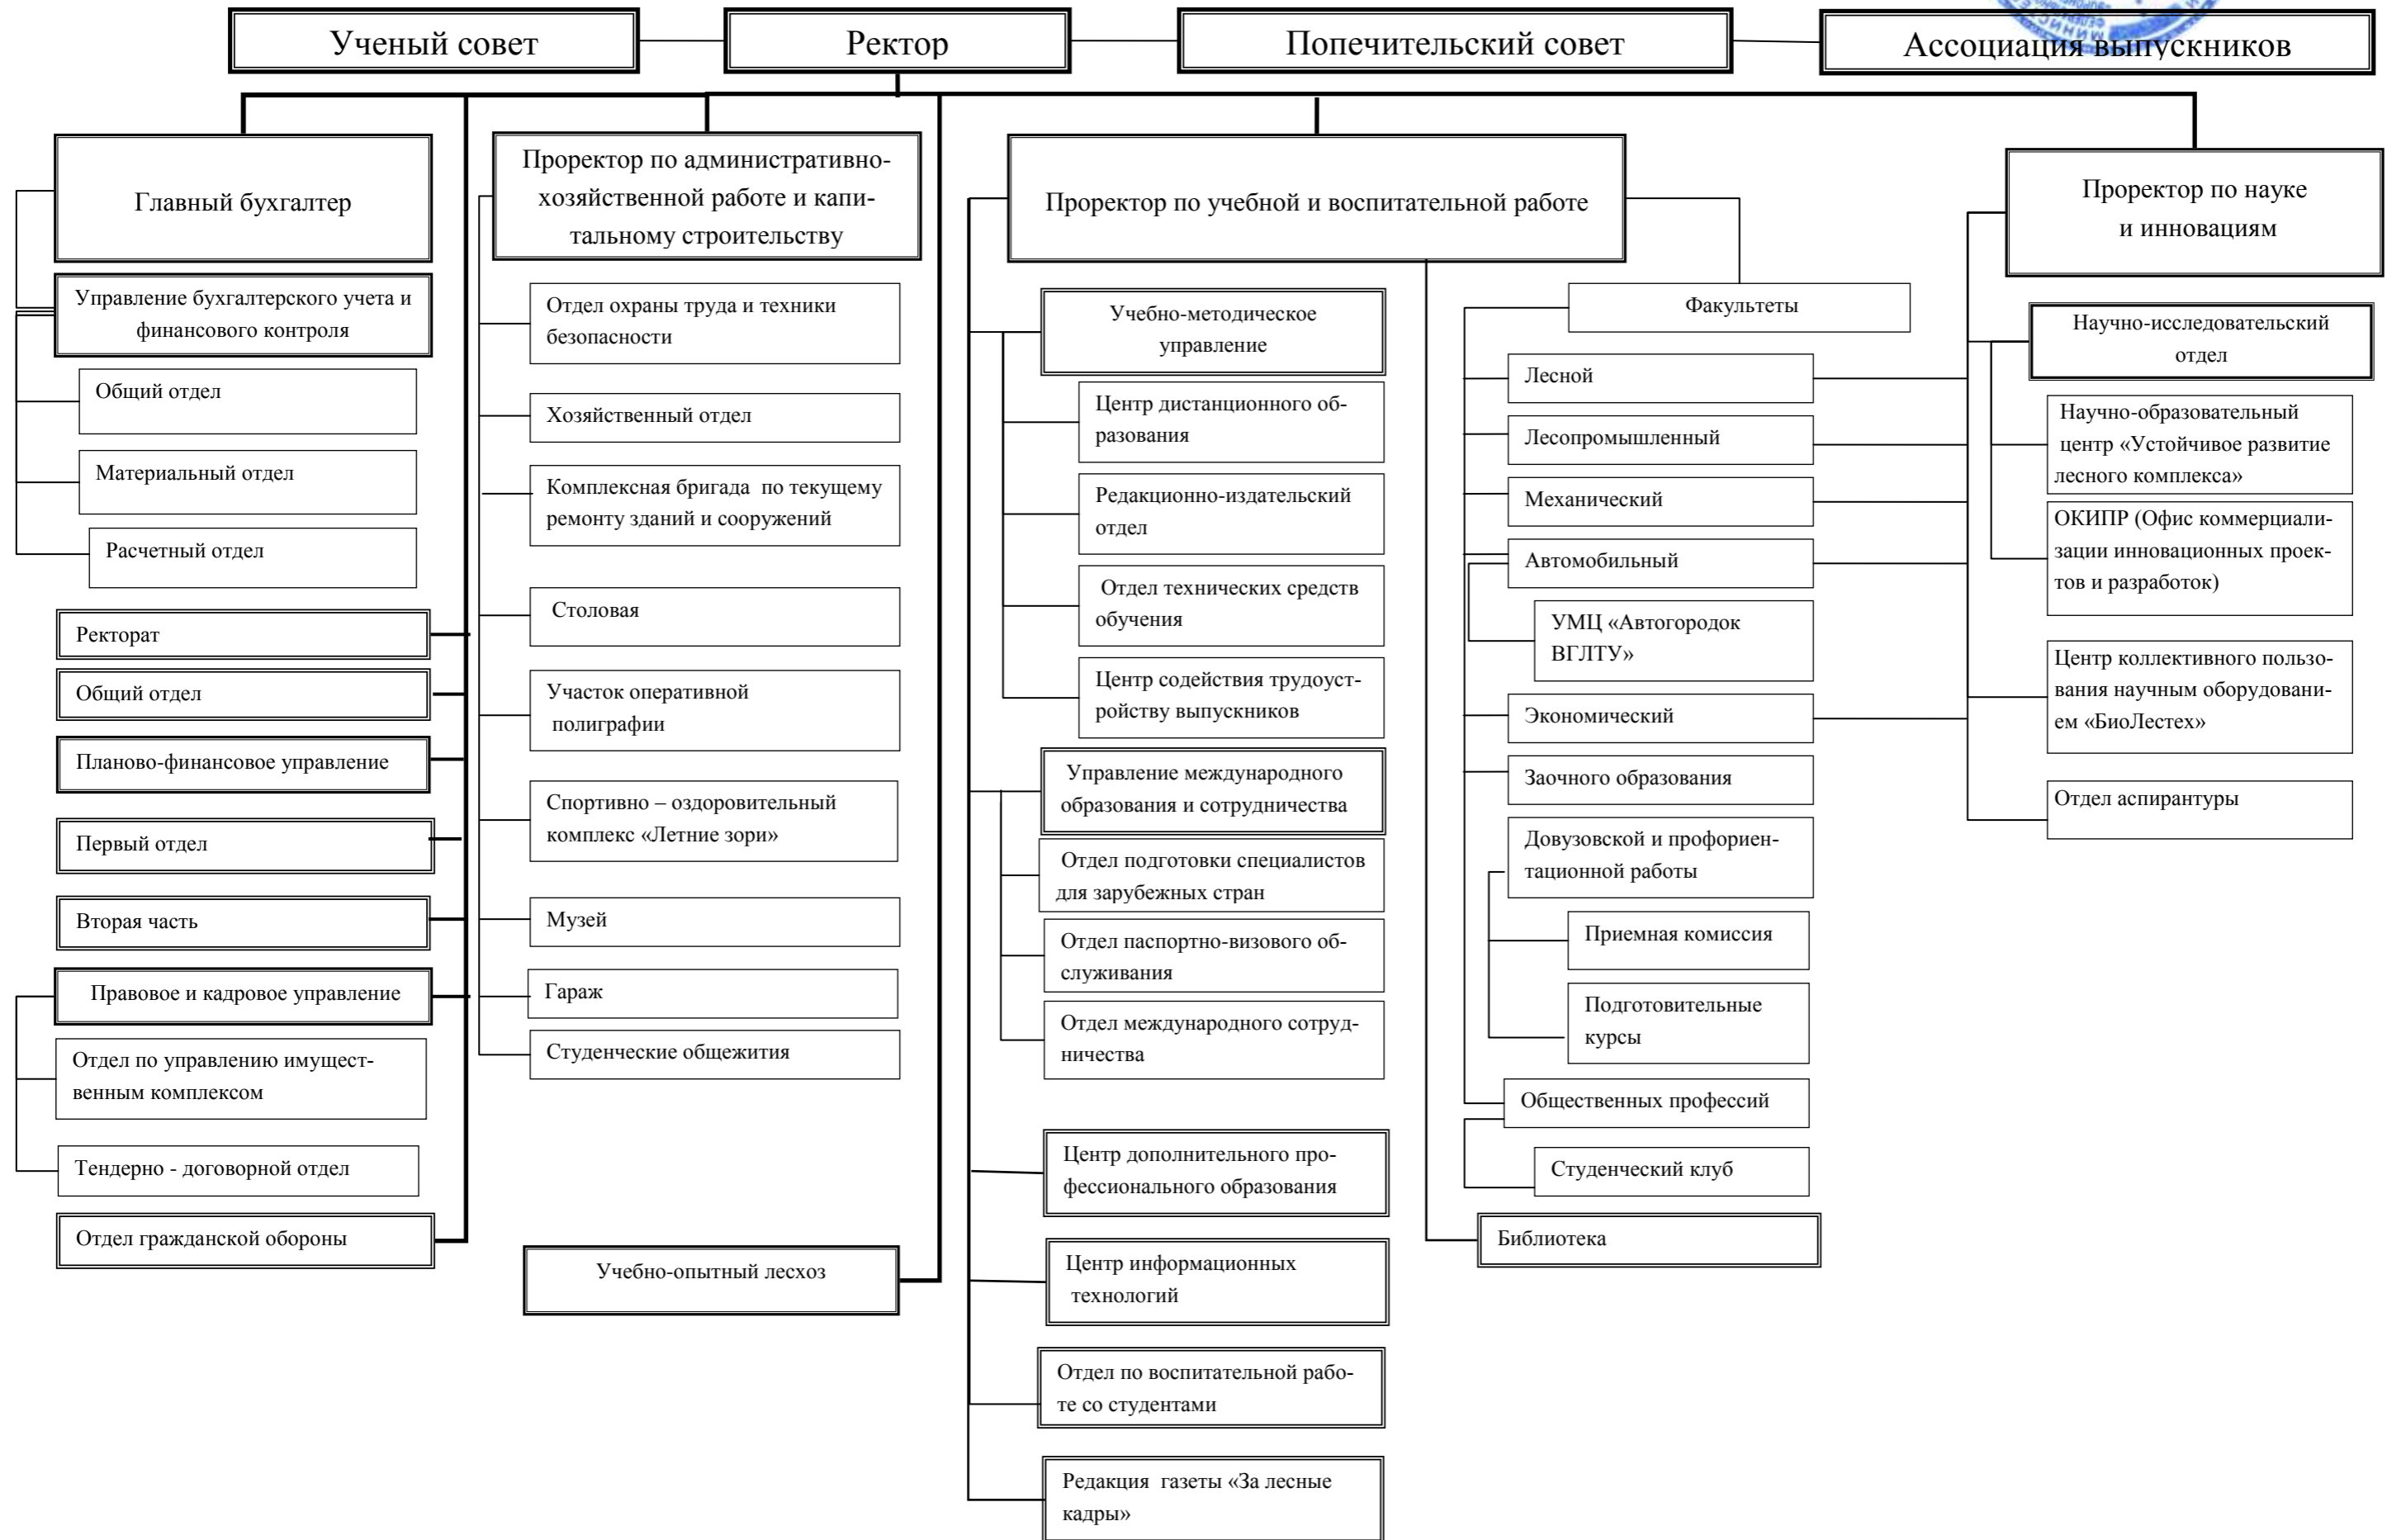 Ученый совет
Ректор
Попечительский совет
Ассоциация выпускников
Главный бухгалтер
Управление бухгалтерского учета и
финансового контроля
Общий отдел
Материальный отдел
Расчетный отдел
Ректорат
Общий отдел
Планово-финансовое управление
Первый отдел
Вторая часть
Правовое и кадровое управление
Отдел по управлению имущест-
венным комплексом
Тендерно - договорной отдел
Отдел гражданской обороны
Проректор по административно-
хозяйственной работе и капи-
тальному строительству
Отдел охраны труда и техники
безопасности
Хозяйственный отдел
Комплексная бригада по текущему
ремонту зданий и сооружений
Столовая
Участок оперативной
полиграфии
Спортивно – оздоровительный
комплекс «Летние зори»
Музей
Гараж
Студенческие общежития
Учебно-опытный лесхоз
Проректор по учебной и воспитательной работе
Учебно-методическое
управление
Центр дистанционного об-
разования
Редакционно-издательский
отдел
Отдел технических средств
обучения
Центр содействия трудоуст-
ройству выпускников
Управление международного
образования и сотрудничества
Отдел подготовки специалистов
для зарубежных стран
Отдел паспортно-визового об-
служивания
Отдел международного сотруд-
ничества
Центр дополнительного про-
фессионального образования
Центр информационных
технологий
Отдел по воспитательной рабо-
те со студентами
Редакция газеты «За лесные
кадры»
Факультеты
Лесной
Лесопромышленный
Механический
Автомобильный
УМЦ «Автогородок
ВГЛТУ»
Экономический
Заочного образования
Довузовской и профориен-
тационной работы
Приемная комиссия
Подготовительные
курсы
Общественных профессий
Студенческий клуб
Библиотека
Проректор по науке
и инновациям
Научно-исследовательский
отдел
Научно-образовательный
центр «Устойчивое развитие
лесного комплекса»
ОКИПР (Офис коммерциали-
зации инновационных проек-
тов и разработок)
Центр коллективного пользо-
вания научным оборудовани-
ем «БиоЛестех»
Отдел аспирантуры